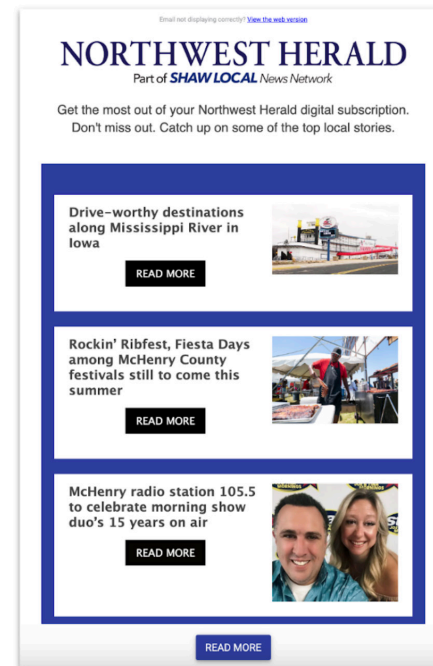 Email not displaying correctly? View the web version
NORTHWEST HERALD
Part of SHAW LOCAL News Network
Get the most out of your Northwest Herald digital subscription.
Don't miss out. Catch up on some of the top local stories.
Drive-worthy destinations
along Mississippi River in
Iowa
READ MORE
Rockin' Ribfest, Fiesta Days
among McHenry County
festivals still to come this
summer
READ MORE
McHenry radio station 105.5
to celebrate morning show
duo's 15 years on air
READ MORE
READ MORE